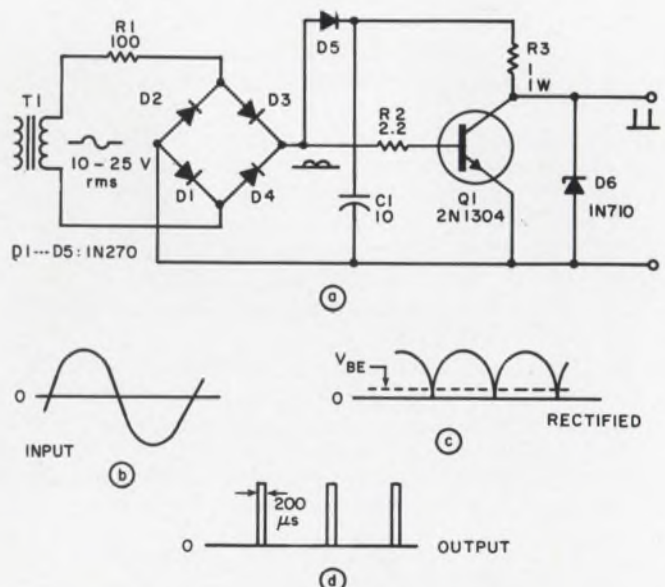 R1
100
T1
D2
D3
10 – 25 V
rms
D1
D4
D1---D5: 1N270
D5
R2
2.2
C1
10
R3
1
1W
Q1
2N1304
D6
1N710
a
0
INPUT
b
V BE
0
RECTIFIED
c
200
μs
0
OUTPUT
d